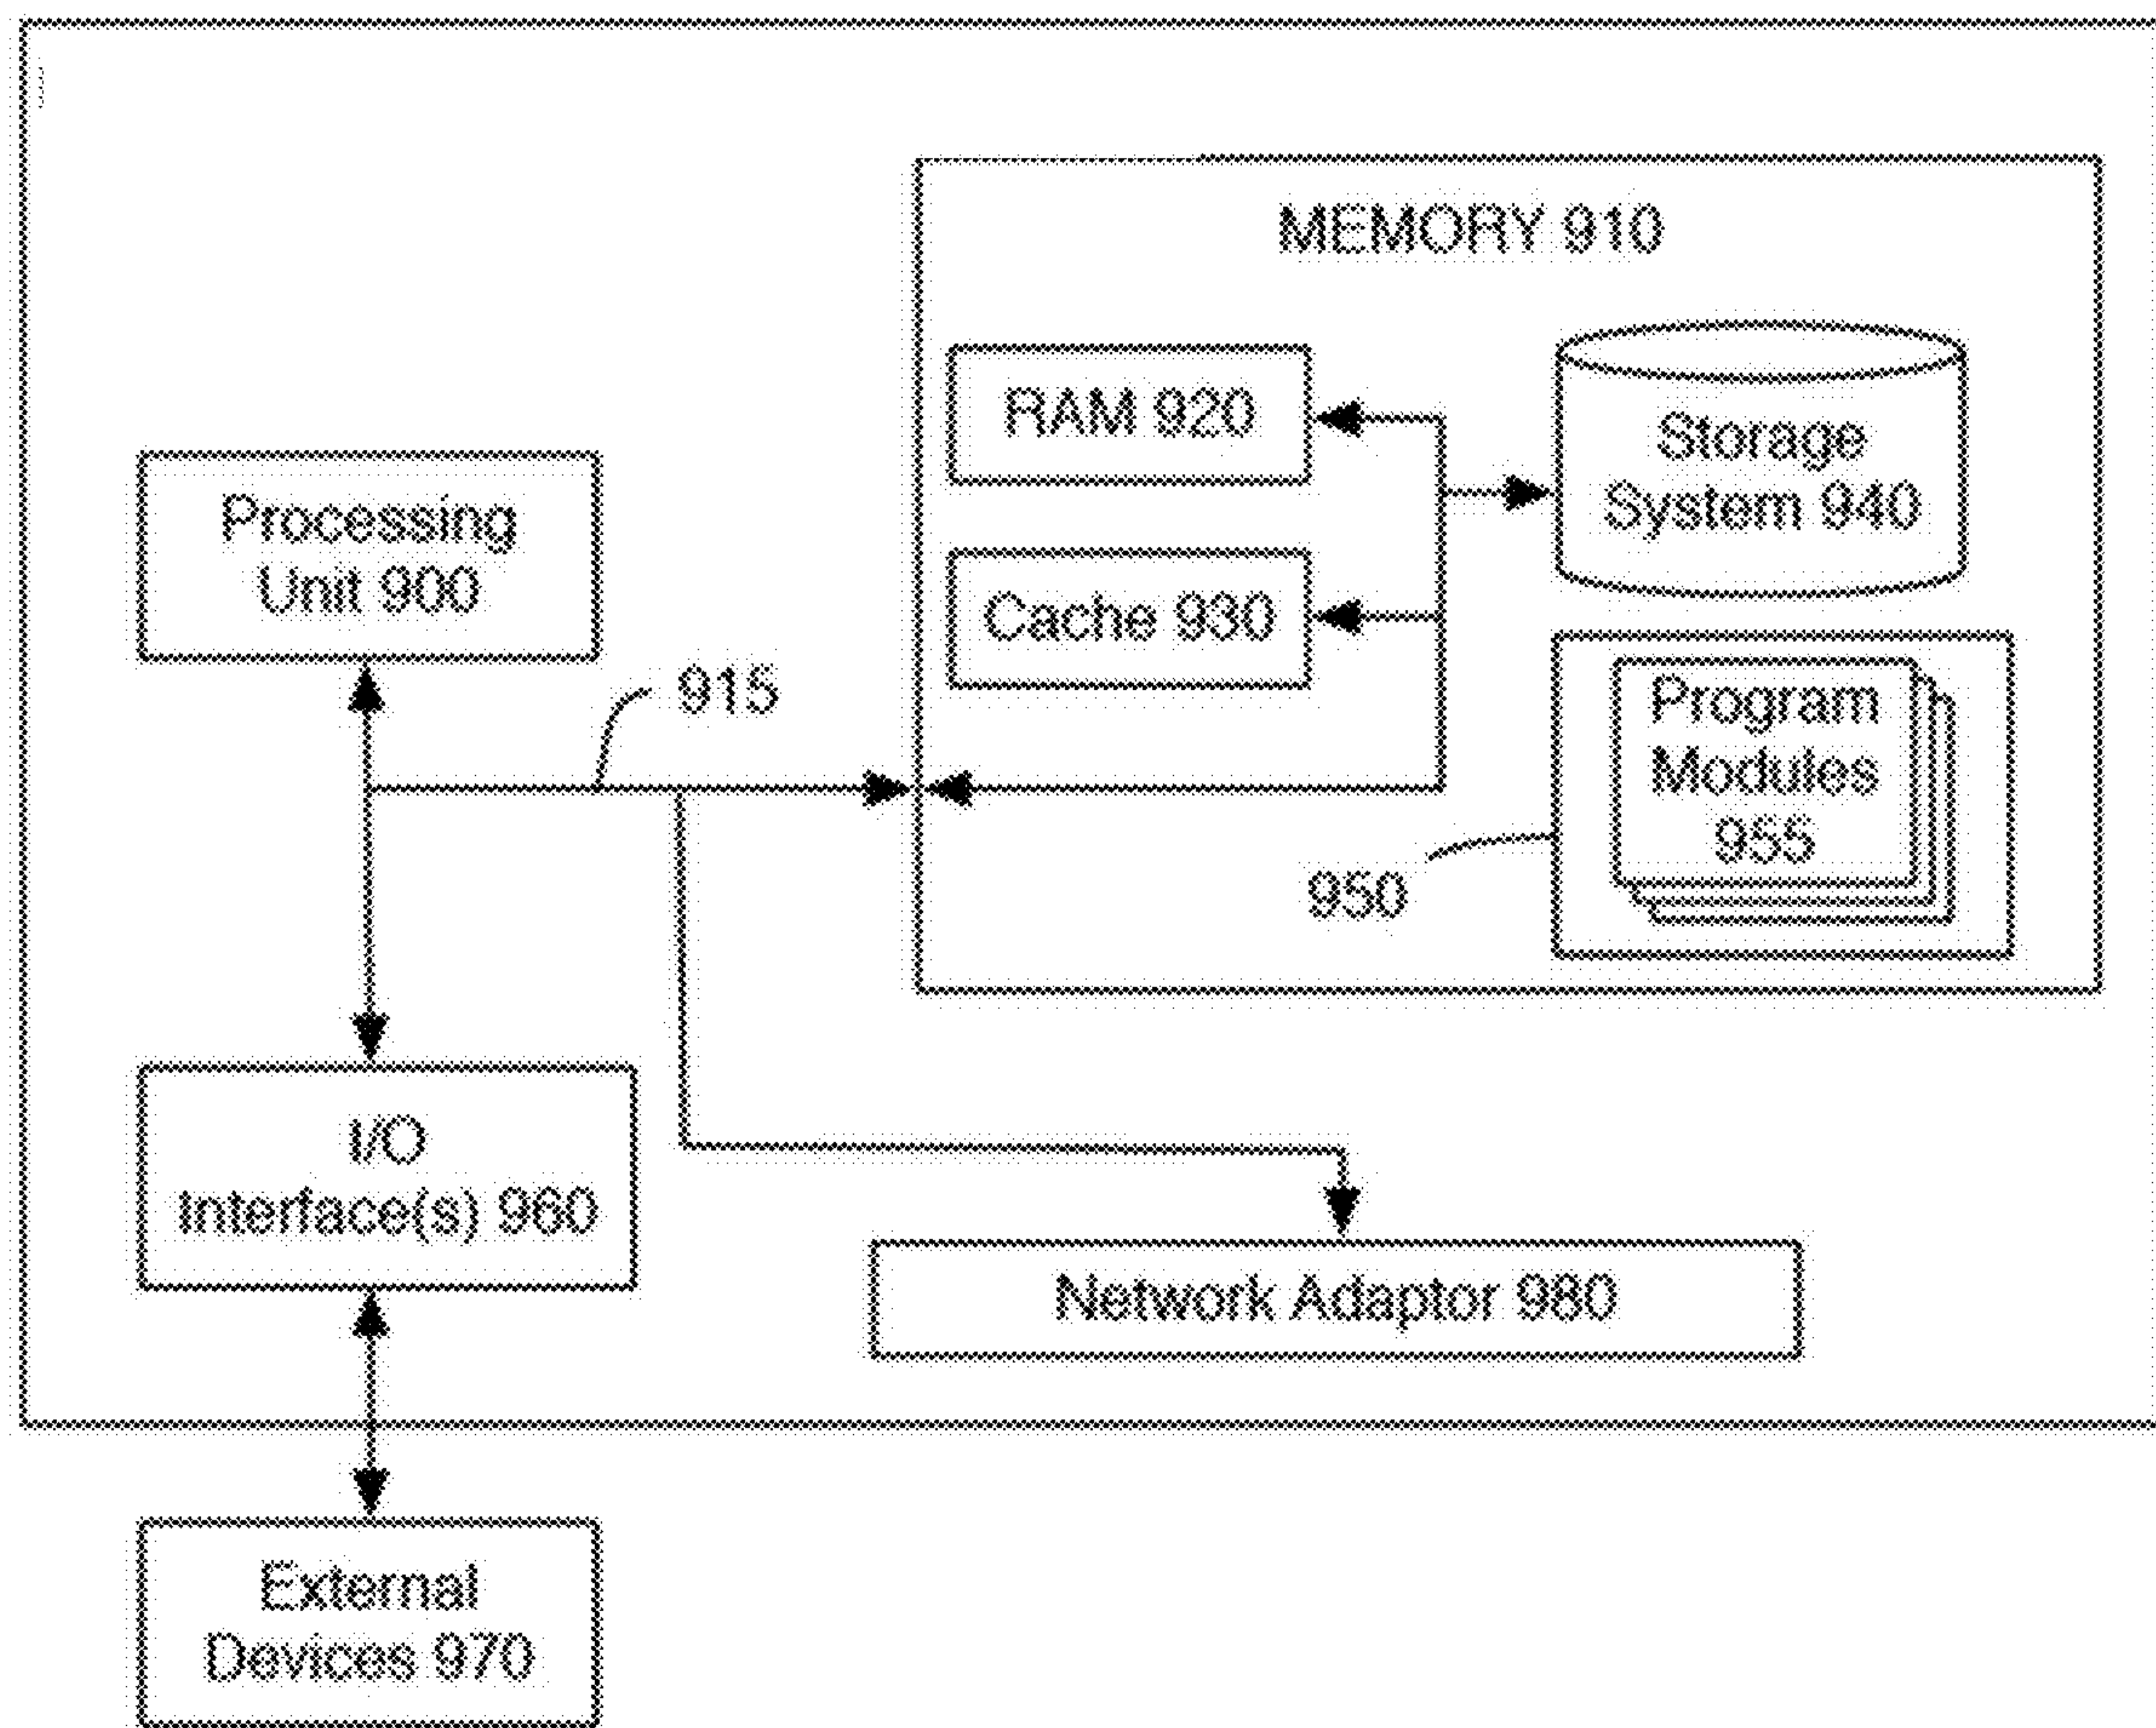 MEMORY 910
RAM 920
Storage
System 940
Processing
Unit 900
Cache 930
915
Program
Modules
955
950
I/O
Interface(s) 960
Network Adaptor 980
External
Devices 970